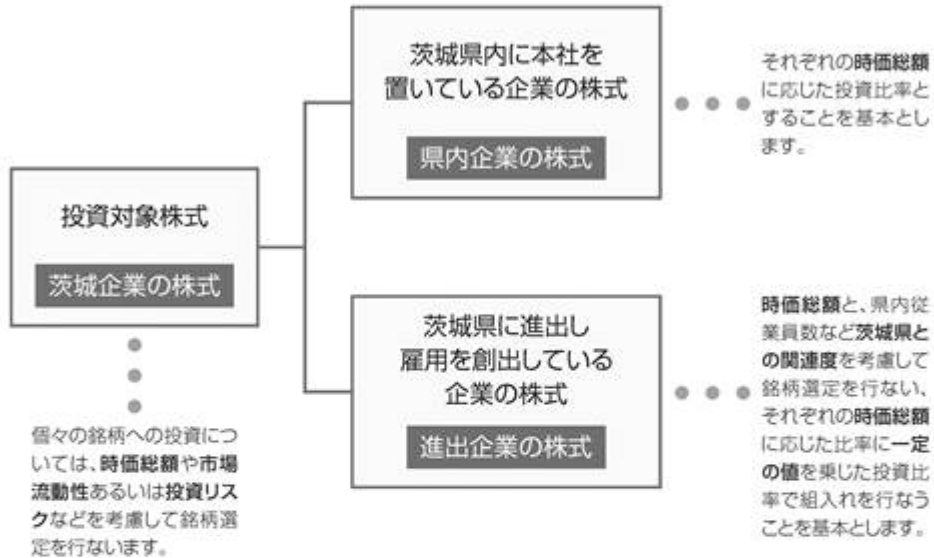 茨城県内に本社を
置いている企業の株式
県内企業の株式
それぞれの時価総額
に応じた投資比率と
することを基本とし
ます。
投資対象株式
茨城企業の株式
個々の銘柄への投資につ
いては、時価総額や市場
流動性あるいは投資リス
クなどを考慮して銘柄選
定を行ないます。
茨城県に進出し
雇用を創出している
企業の株式
進出企業の株式
時価総額と、県内従
業員数など茨城県と
の関連度を考慮して
銘柄選定を行ない、
それぞれの時価総額
に応じた比率に一定
の値を乗じた投資比
率で組入れを行なう
ことを基本とします。